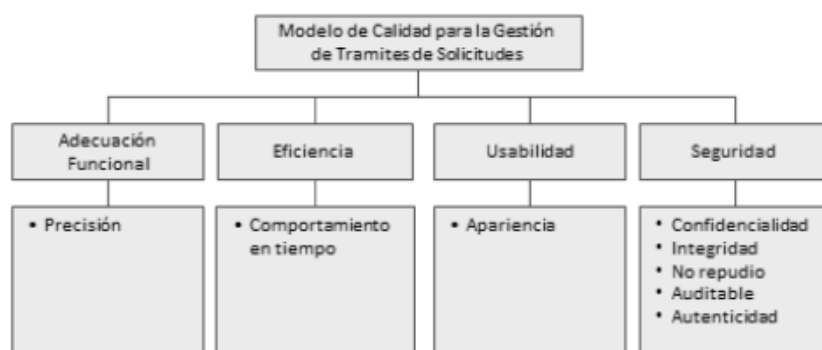 Modelo de Calidad para la Gestión
de Tramites de Solicitudes
Adecuación
Funcional
Eficiencia
Usabilidad
Seguridad
• Precisión
• Comportamiento
en tiempo
• Apariencia
• Confidencialidad
• Integridad
• No repudio
• Auditable
• Autenticidad